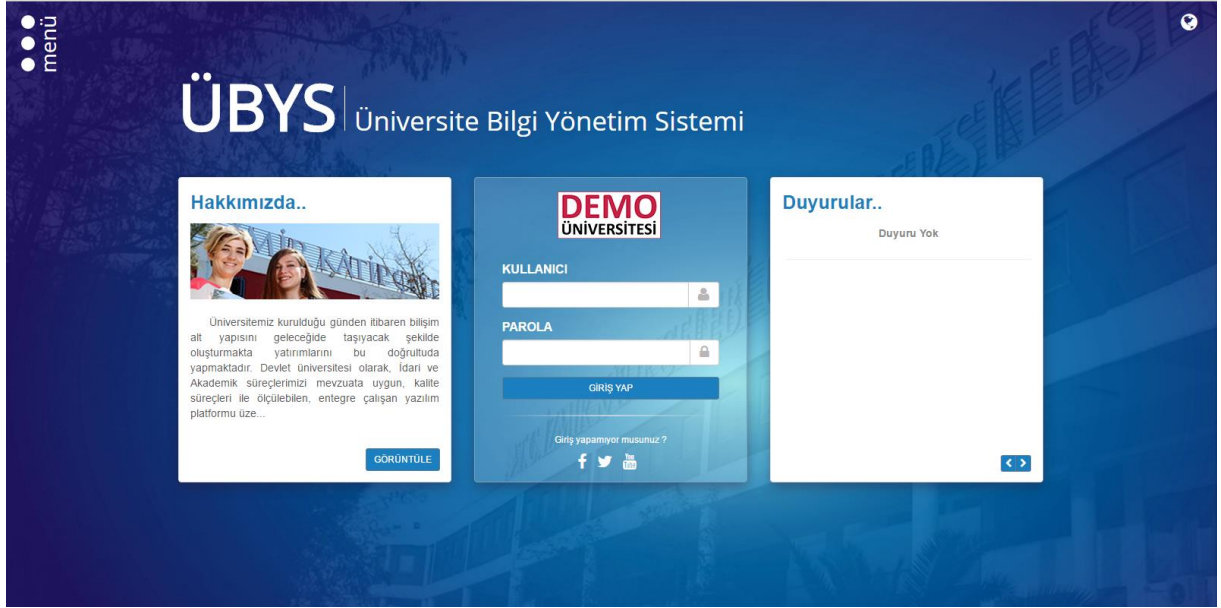 menü
ÜBYS Üniversite Bilgi Yönetim Sistemi
Hakkımızda..
Üniversitemiz kurulduğu günden itibaren bilişim
alt yapısını geleceğide taşıyacak şekilde
oluşturmakta yatırımlarını bu doğrultuda
yapmaktadır. Devlet üniversitesi olarak, İdari ve
Akademik süreçlerimizi mevzuata uygun, kalite
süreçleri ile ölçülebilen, entegre çalışan yazılım
platformu üze...
GÖRÜNTÜLE
DEMO
ÜNİVERSİTESİ
KULLANICI
PAROLA
GİRİŞ YAP
Giriş yapamıyor musunuz ?
You
Tube
Duyurular..
Duyuru Yok